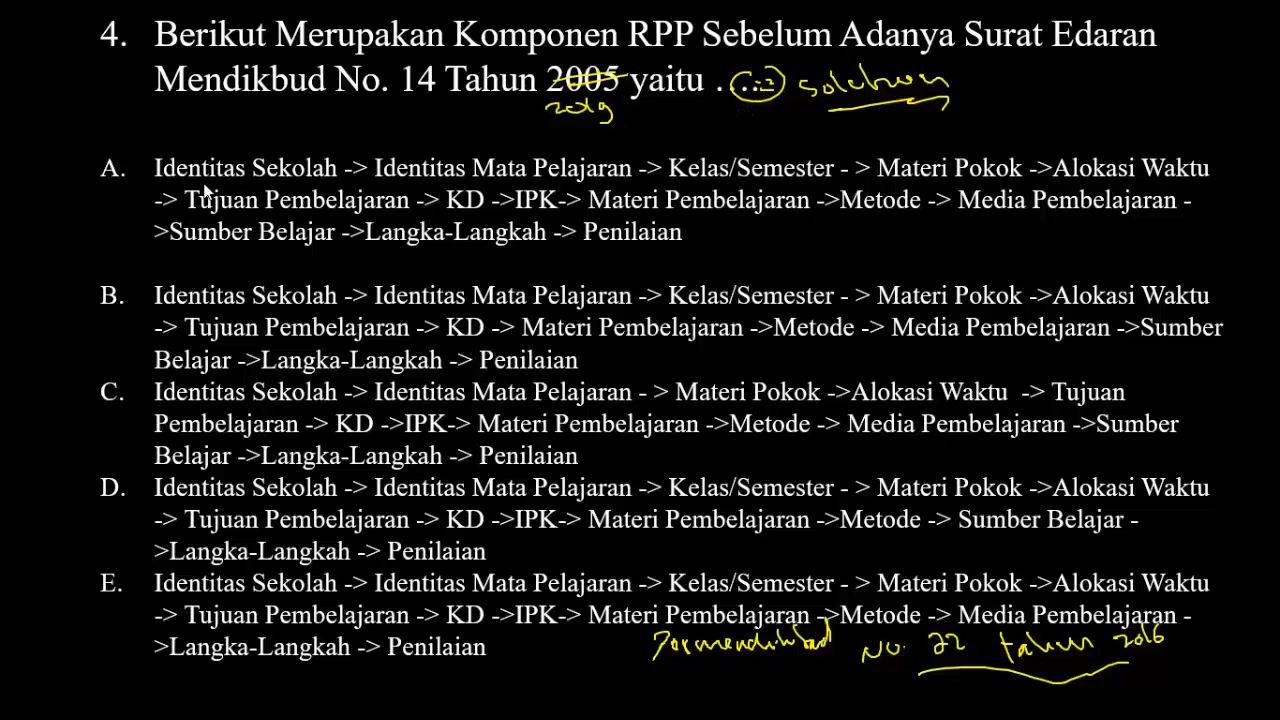 4. Berikut Merupakan Komponen RPP Sebelum Adanya Surat Edaran
Mendikbud No. 14 Tahun 2005 yaitu . . . .
2019
A. Identitas Sekolah -> Identitas Mata Pelajaran -> Kelas/Semester - > Materi Pokok ->Alokasi Waktu
-> Tujuan Pembelajaran -> KD ->IPK-> Materi Pembelajaran ->Metode -> Media Pembelajaran -
>Sumber Belajar ->Langka-Langkah -> Penilaian
B. Identitas Sekolah -> Identitas Mata Pelajaran -> Kelas/Semester - > Materi Pokok ->Alokasi Waktu
-> Tujuan Pembelajaran -> KD -> Materi Pembelajaran ->Metode -> Media Pembelajaran ->Sumber
Belajar ->Langka-Langkah -> Penilaian
C. Identitas Sekolah -> Identitas Mata Pelajaran - > Materi Pokok ->Alokasi Waktu -> Tujuan
Pembelajaran -> KD ->IPK-> Materi Pembelajaran ->Metode -> Media Pembelajaran ->Sumber
Belajar ->Langka-Langkah -> Penilaian
D. Identitas Sekolah -> Identitas Mata Pelajaran -> Kelas/Semester - > Materi Pokok ->Alokasi Waktu
-> Tujuan Pembelajaran -> KD ->IPK-> Materi Pembelajaran ->Metode -> Sumber Belajar -
>Langka-Langkah -> Penilaian
E. Identitas Sekolah -> Identitas Mata Pelajaran -> Kelas/Semester - > Materi Pokok ->Alokasi Waktu
-> Tujuan Pembelajaran -> KD ->IPK-> Materi Pembelajaran ->Metode -> Media Pembelajaran -
>Langka-Langkah -> Penilaian
Permendikbud No. 22 tahun 2016